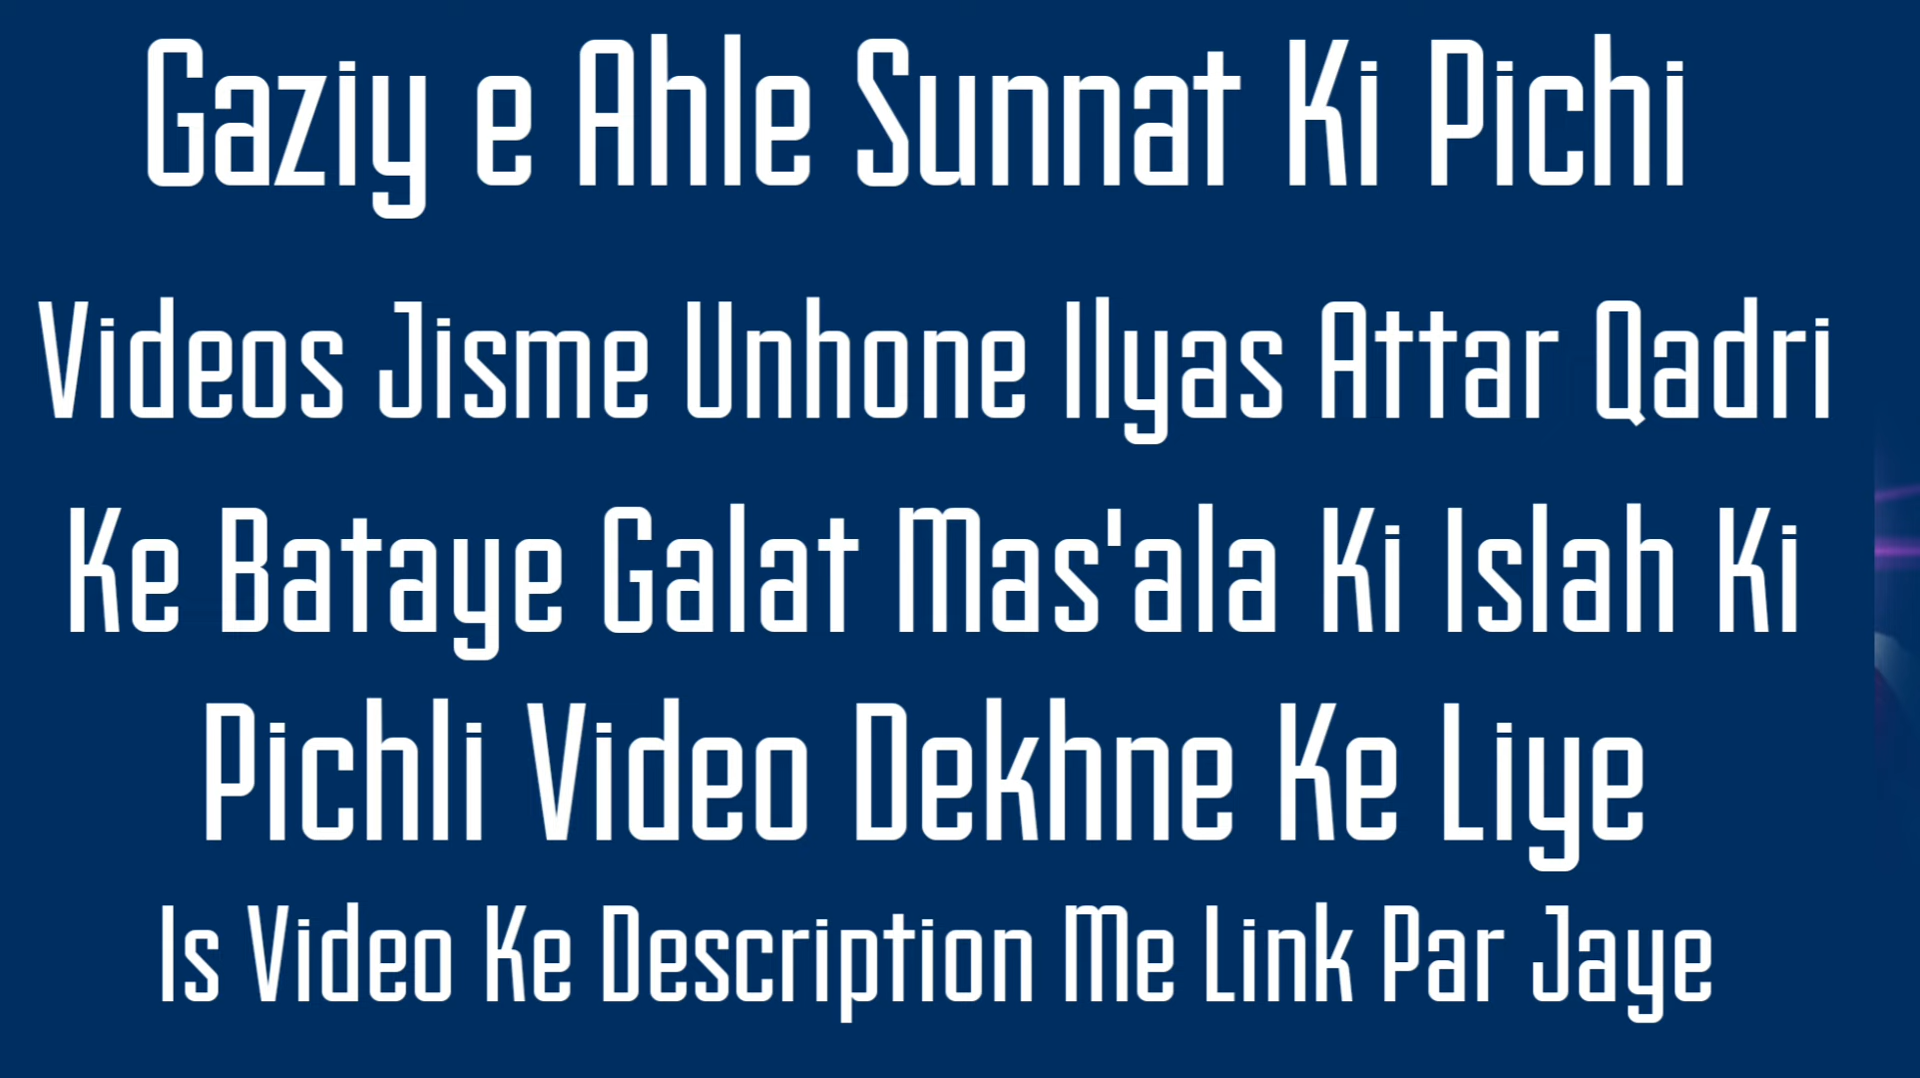 Gaziy e Ahle Sunnat Ki Pichi
Videos Jisme Unhone Ilyas Attar Qadri
Ke Bataye Galat Mas'ala Ki Islah Ki
Pichli Video Dekhne Ke Liye
Is Video Ke Description Me Link Par Jaye